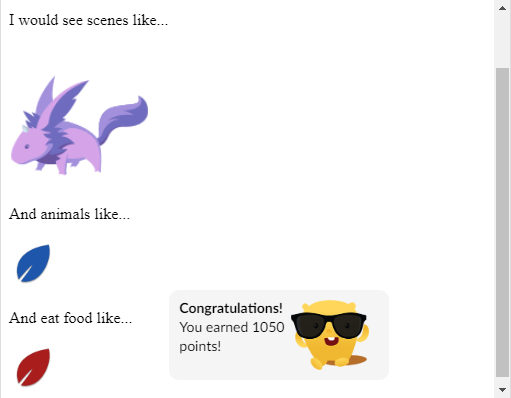 I would see scenes like...
And animals like...
And eat food like...
Congratulations!
You earned 1050
points!